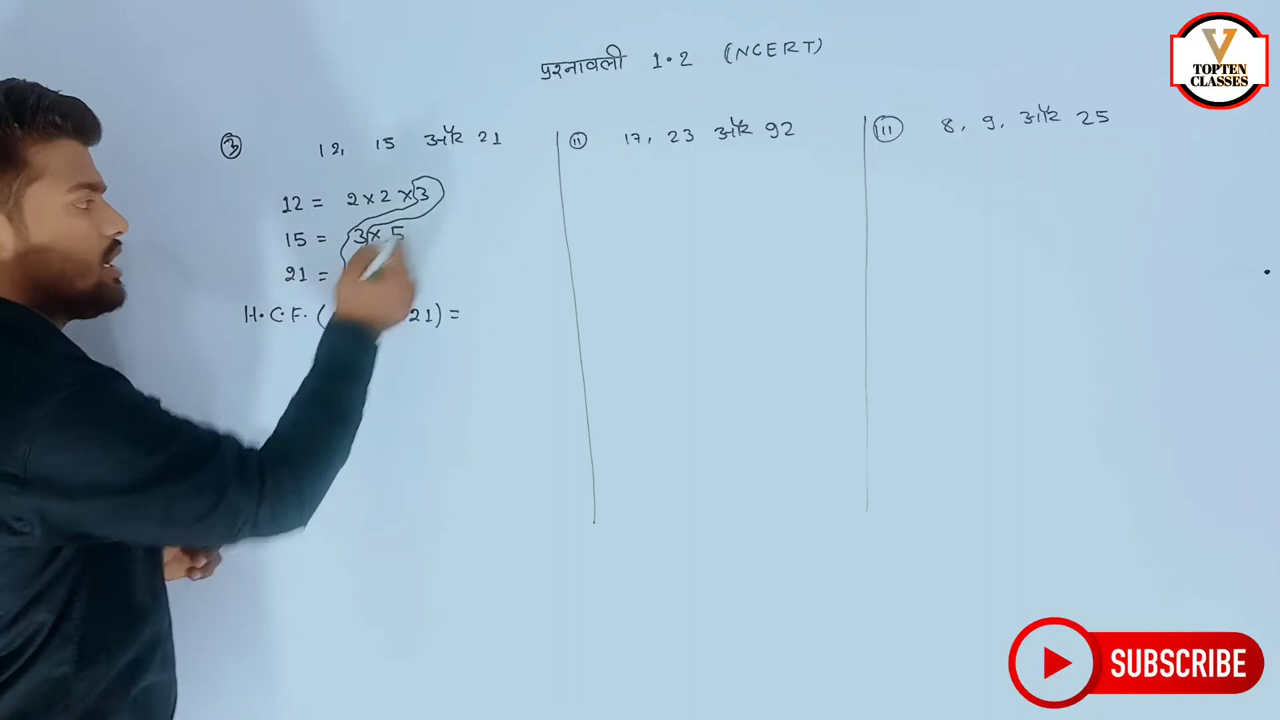 प्रश्नावली 1.2 (NCERT)
③ 12, 15 और 21
12 = 2 × 2 × 3
15 = 3 × 5
21 =
H.C.F. ( 21) =
(ii) 17, 23 और 92
(iii) 8, 9, और 25
V
TOPTEN
CLASSES
SUBSCRIBE